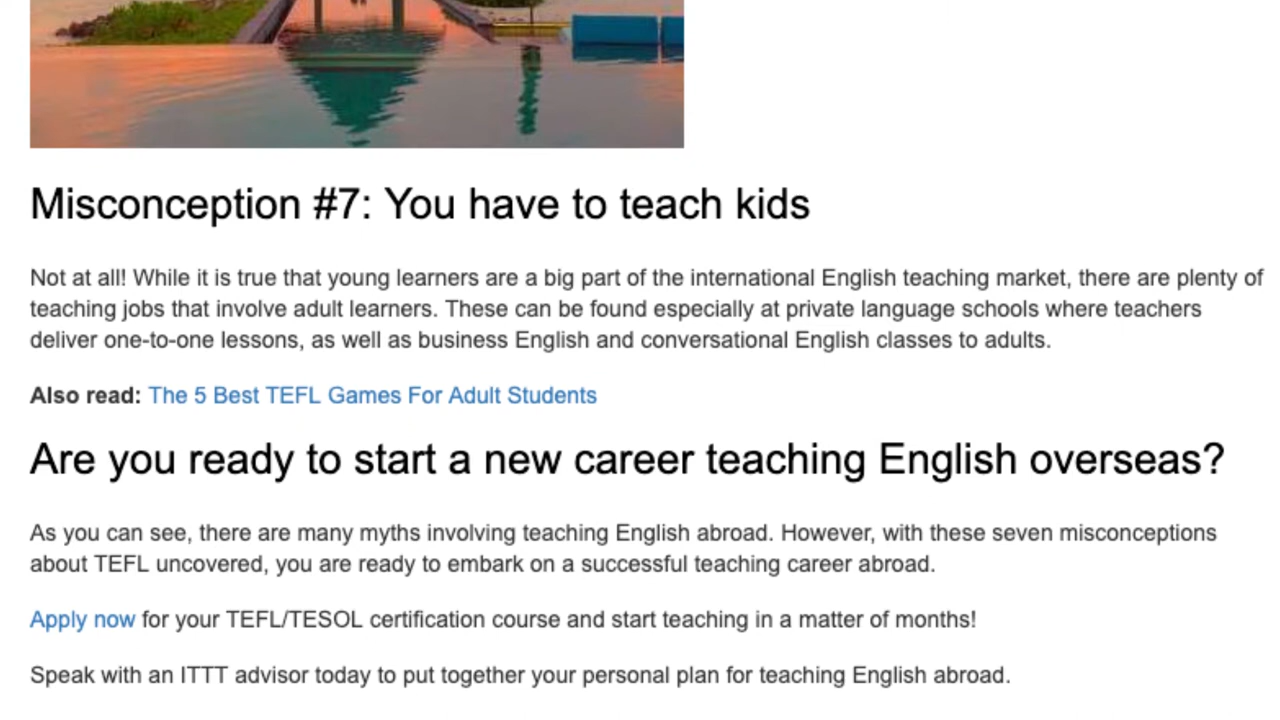 Misconception #7: You have to teach kids
Not at all! While it is true that young learners are a big part of the international English teaching market, there are plenty of
teaching jobs that involve adult learners. These can be found especially at private language schools where teachers
deliver one-to-one lessons, as well as business English and conversational English classes to adults.
Also read: The 5 Best TEFL Games For Adult Students
Are you ready to start a new career teaching English overseas?
As you can see, there are many myths involving teaching English abroad. However, with these seven misconceptions
about TEFL uncovered, you are ready to embark on a successful teaching career abroad.
Apply now for your TEFL/TESOL certification course and start teaching in a matter of months!
Speak with an ITTT advisor today to put together your personal plan for teaching English abroad.